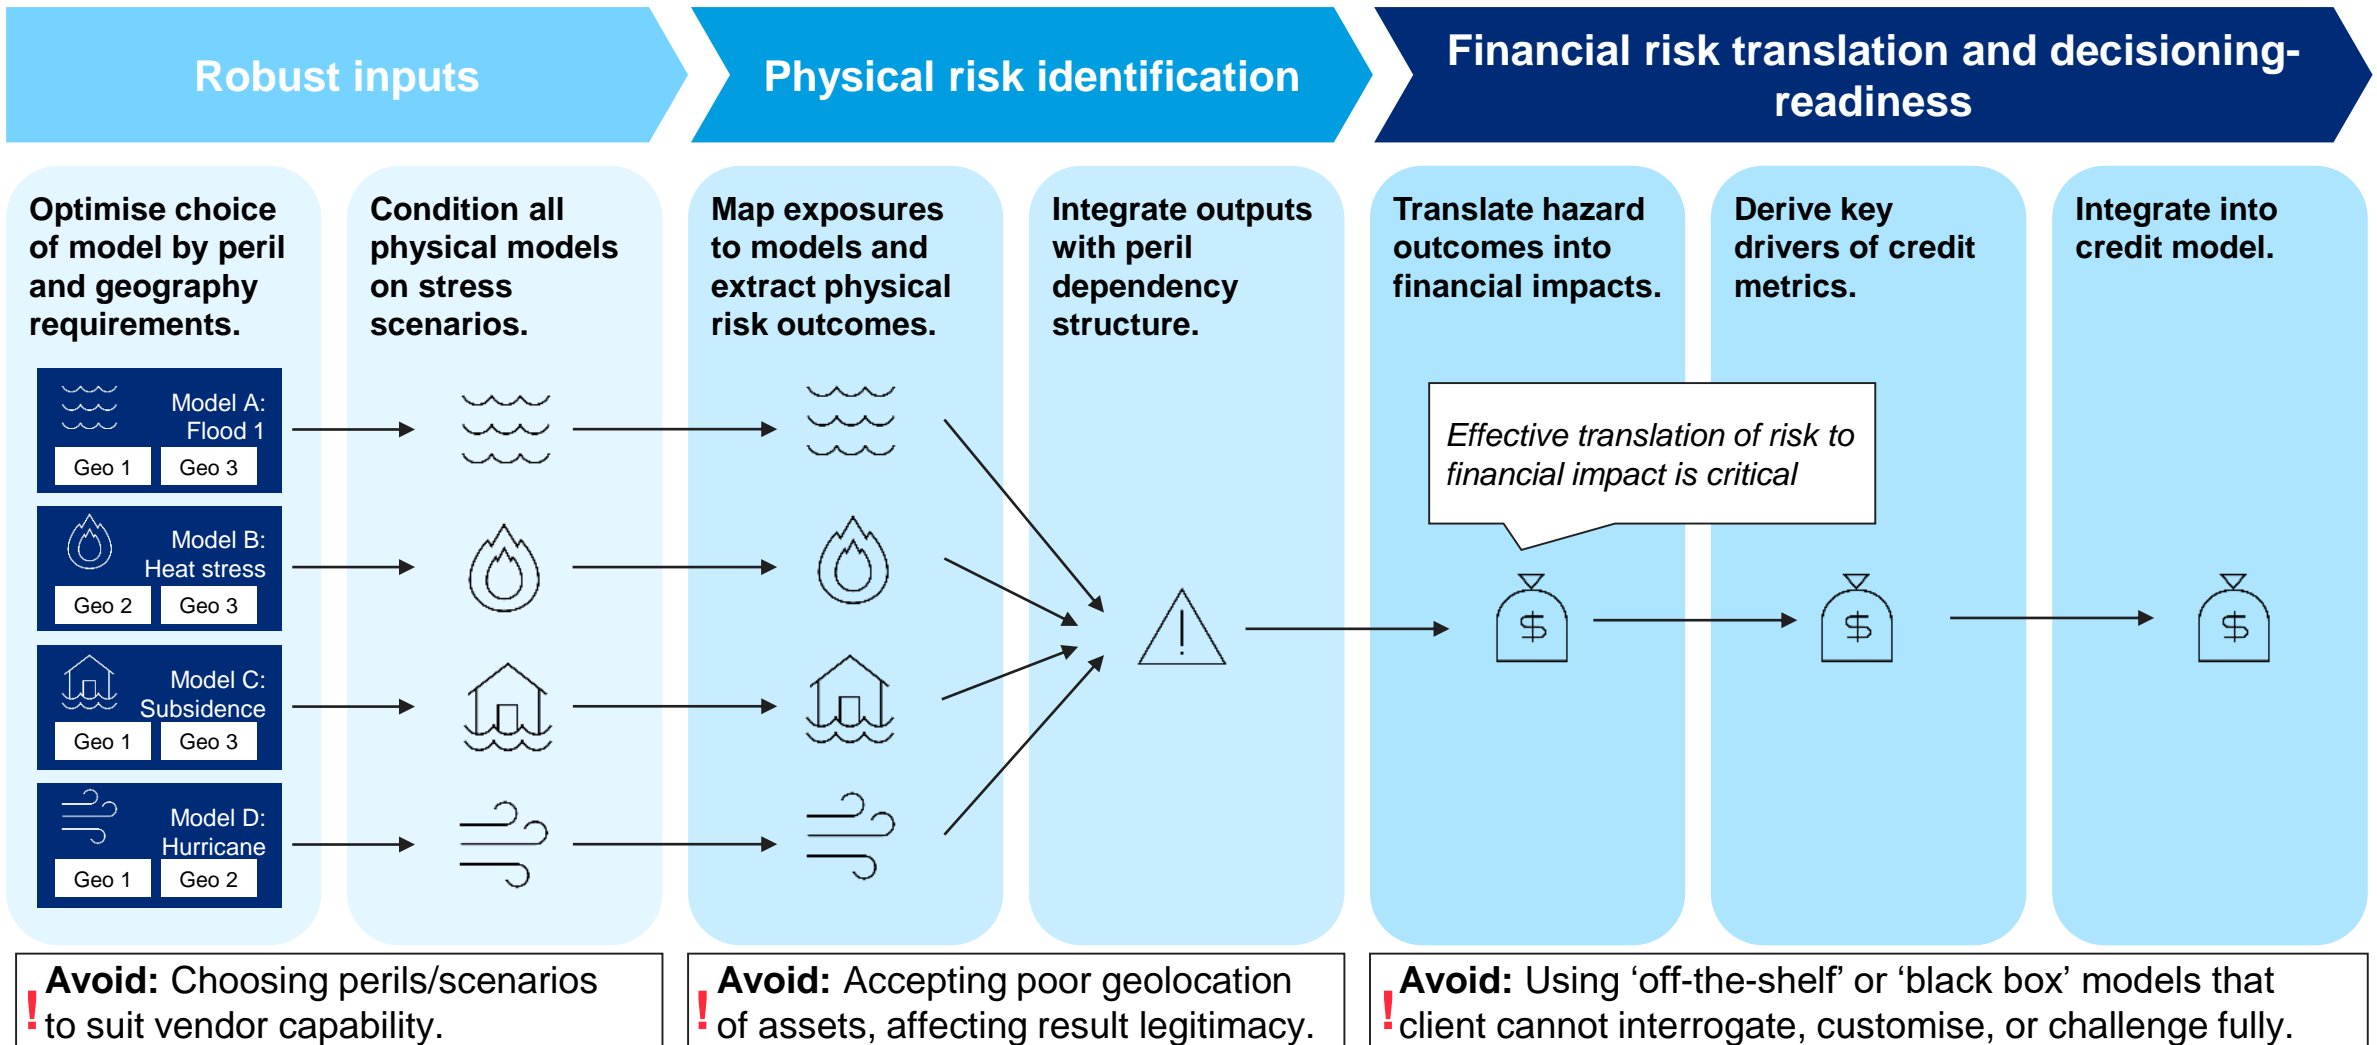 Robust inputs
Physical risk identification
Financial risk translation and decisioning-
readiness
Optimise choice
of model by peril
and geography
requirements.
Condition all
physical models
on stress
scenarios.
Map exposures
to models and
extract physical
risk outcomes.
Integrate outputs
with peril
dependency
structure.
Translate hazard
outcomes into
financial impacts.
Derive key
drivers of credit
metrics.
Integrate into
credit model.
Model A:
Flood 1
Geo 1
Geo 3
Model B:
Heat stress
Geo 2
Geo 3
Model C:
Subsidence
Geo 1
Geo 3
Model D:
Hurricane
Geo 1
Geo 2
Effective translation of risk to
financial impact is critical
!
$
$
$
! Avoid: Choosing perils/scenarios
to suit vendor capability.
! Avoid: Accepting poor geolocation
of assets, affecting result legitimacy.
! Avoid: Using ‘off-the-shelf’ or ‘black box’ models that
client cannot interrogate, customise, or challenge fully.